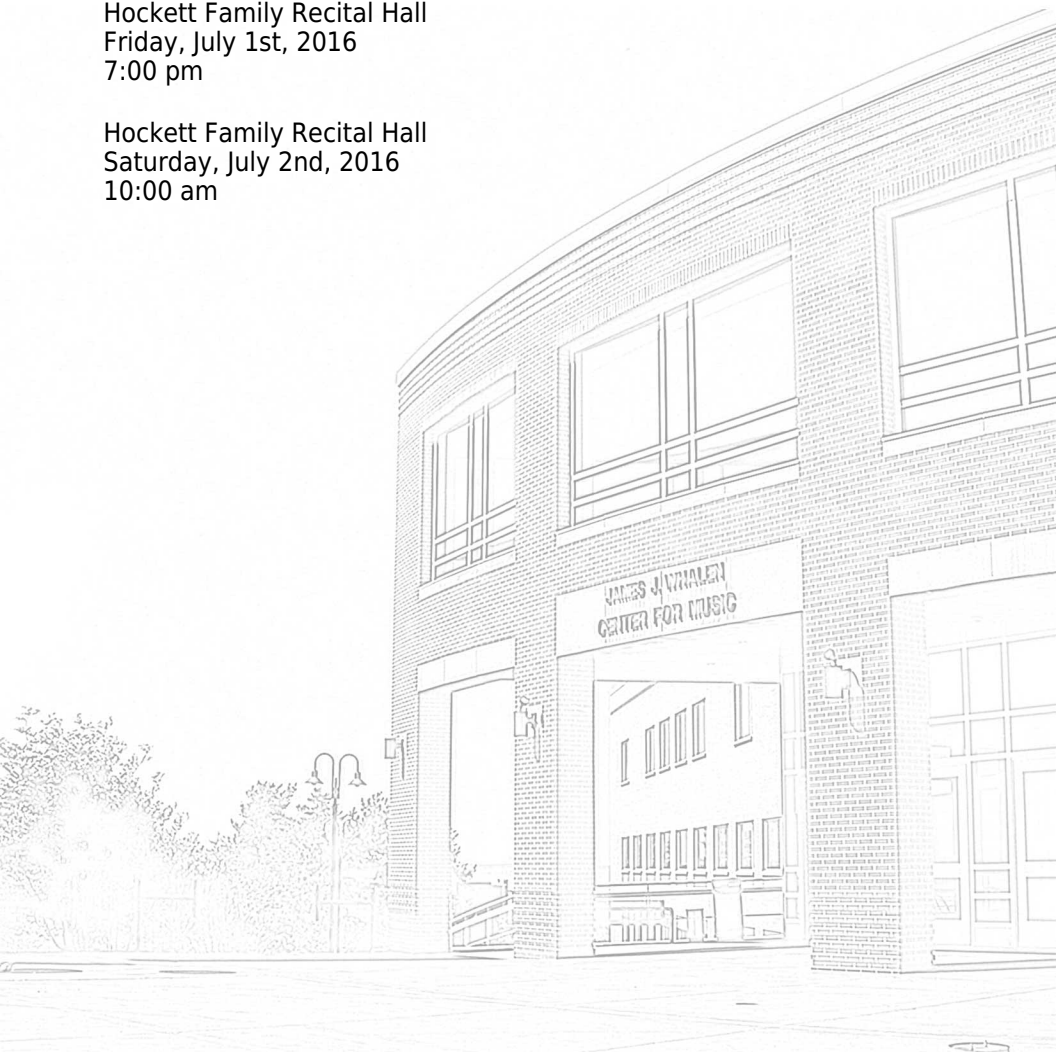 Hockett Family Recital Hall
Friday, July 1st, 2016
7:00 pm
Hockett Family Recital Hall
Saturday, July 2nd, 2016
10:00 am
JAMES J. WHALEN
CENTER FOR MUSIC